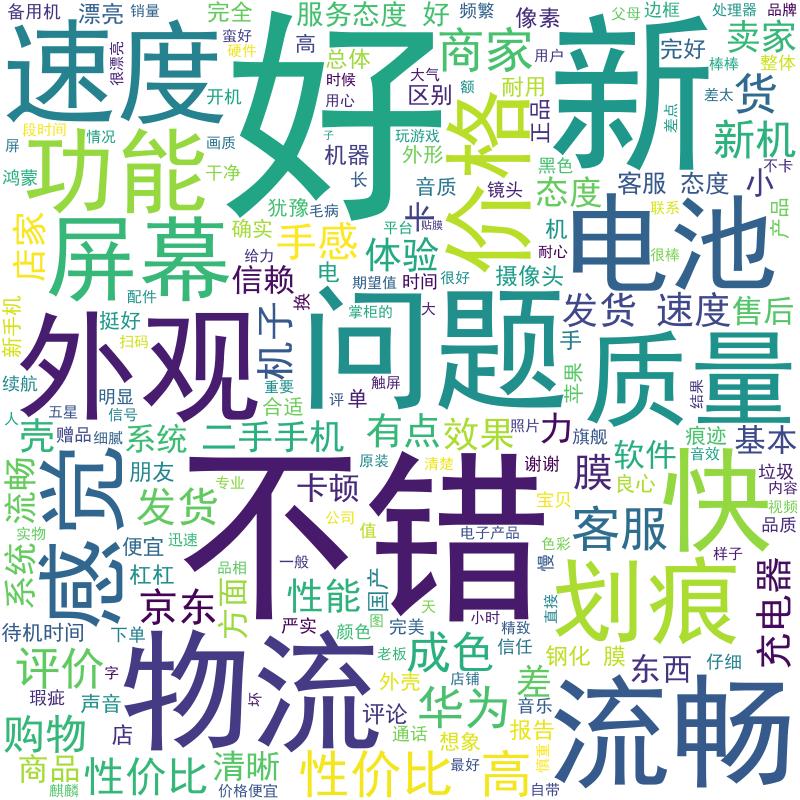 备用机
漂亮
销量
完全
服务态度 好
频繁
像素
父母
边框
处理器
品牌
速度
很漂亮
蛮好
硬件
好
高
总体
时候
用心
商家
大气
区别
额
耐用
正品
用户
新
完好
差点
卖家
棒棒
整体
差太
货
开机
段时间
屏
情况
画质
功能
干净
鸿蒙
子
玩游戏
机器
外形
长
音质
价格
镜头
黑色
态度
客服 态度
小
新机
不卡
产品
犹豫
毛病
卡
贴膜
机
联系
店家
屏幕
确实
手感
平台
体验
耐心
电池
很棒
给力
信赖
电
期望值
时间
很好
摄像头
新手机
配件
挺好
扫码
外观
机子
换
掌柜的
大
问题
发货 速度
售后
手
质量
苹果
结果
续航
明显
重要
合适
触屏
评
单
人
五星
信号
壳
赠品
细腻
系统
二手手机
有点
效果
照片
力
旗舰
痕迹
音效
基本
流畅
感觉
朋友
原装
清楚
谢谢
膜
软件
良心
垃圾
内容
发货
专业
卡顿
不错
宝贝
快
视频
品质
实物
公司
值
电子产品
客服
系统
便宜
迅速
品相
一般
色彩
慢
样子
杠杠
方面
性能
国产
天
划痕
充电器
京东
小时
精致
直接
待机时间
下单
严实
颜色
图
完美
信任
评价
字
物流
老板
成色
店铺
钢化 膜
东西
仔细
瑕疵
声音
坏
外壳
华为
差
音乐
流畅
购物
店
评论
通话
想象
报告
慎重
商品
性价比
清晰
性价比
最好
高
麒麟
价格便宜
自带